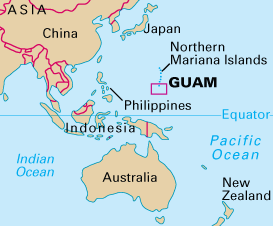 ASIA
China
Japan
Northern
Mariana Islands
GUAM
Philippines
Equator
Indonesia
Pacific
Ocean
Indian
Ocean
Australia
New
Zealand